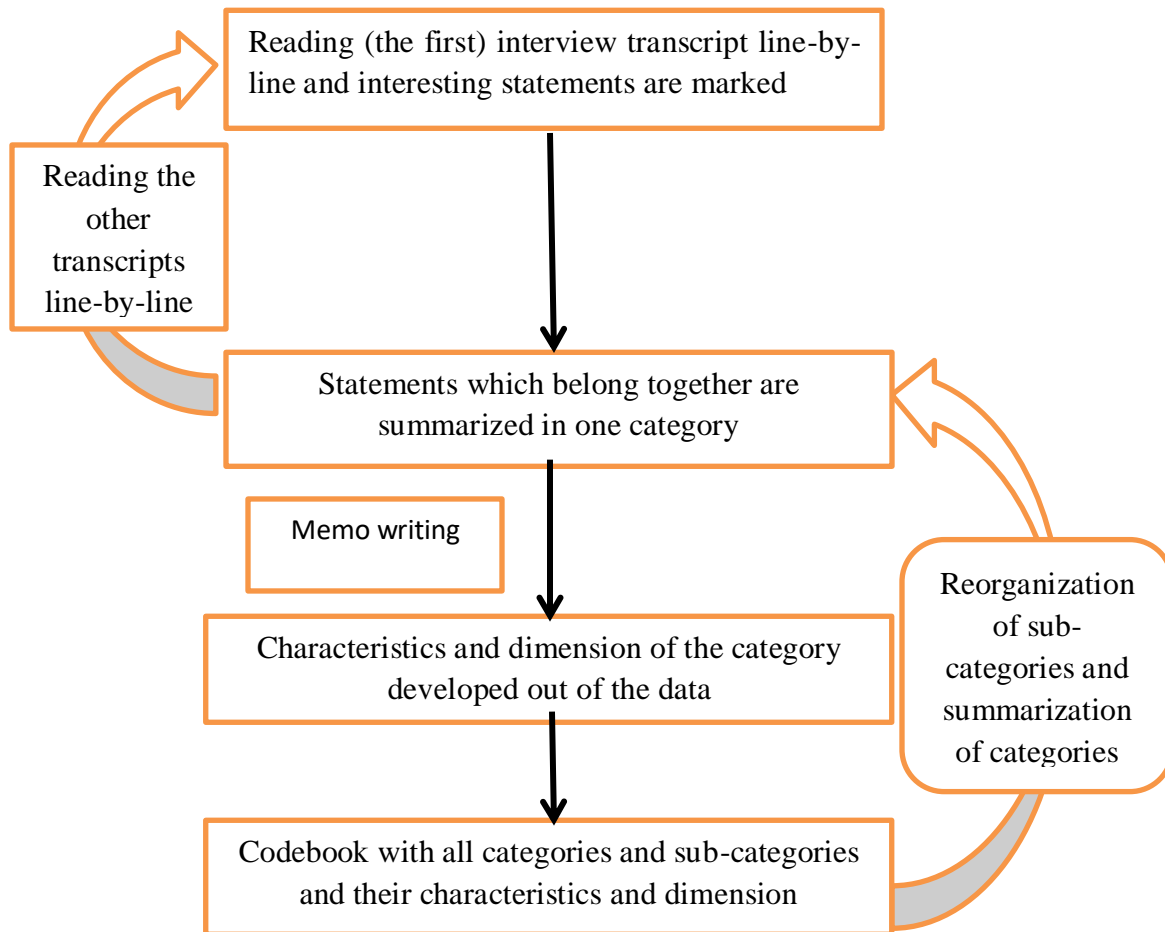 Reading (the first) interview transcript line-by-
line and interesting statements are marked
Reading the
other
transcripts
line-by-line
Statements which belong together are
summarized in one category
Memo writing
Characteristics and dimension of the category
developed out of the data
Reorganization
of sub-
categories and
summarization
of categories
Codebook with all categories and sub-categories
and their characteristics and dimension